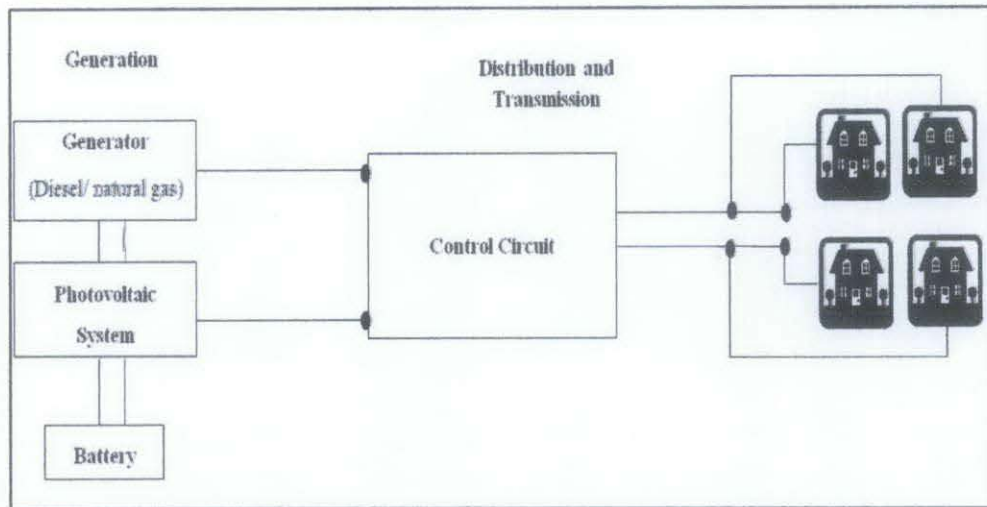 Generation
Distribution and
Transmission
Generator
(Diesel/ natural gas)
Control Circuit
Photovoltaic
System
Battery